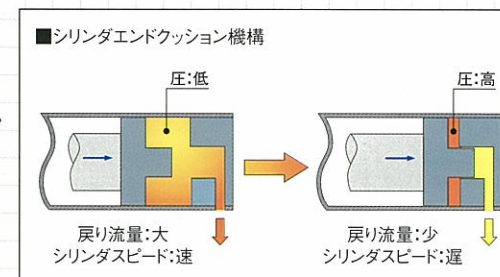 ■シリンダエンドクッション機構
圧:低
圧:高
戻り流量:大
シリンダスピード:速
戻り流量:少
シリンダスピード:遅